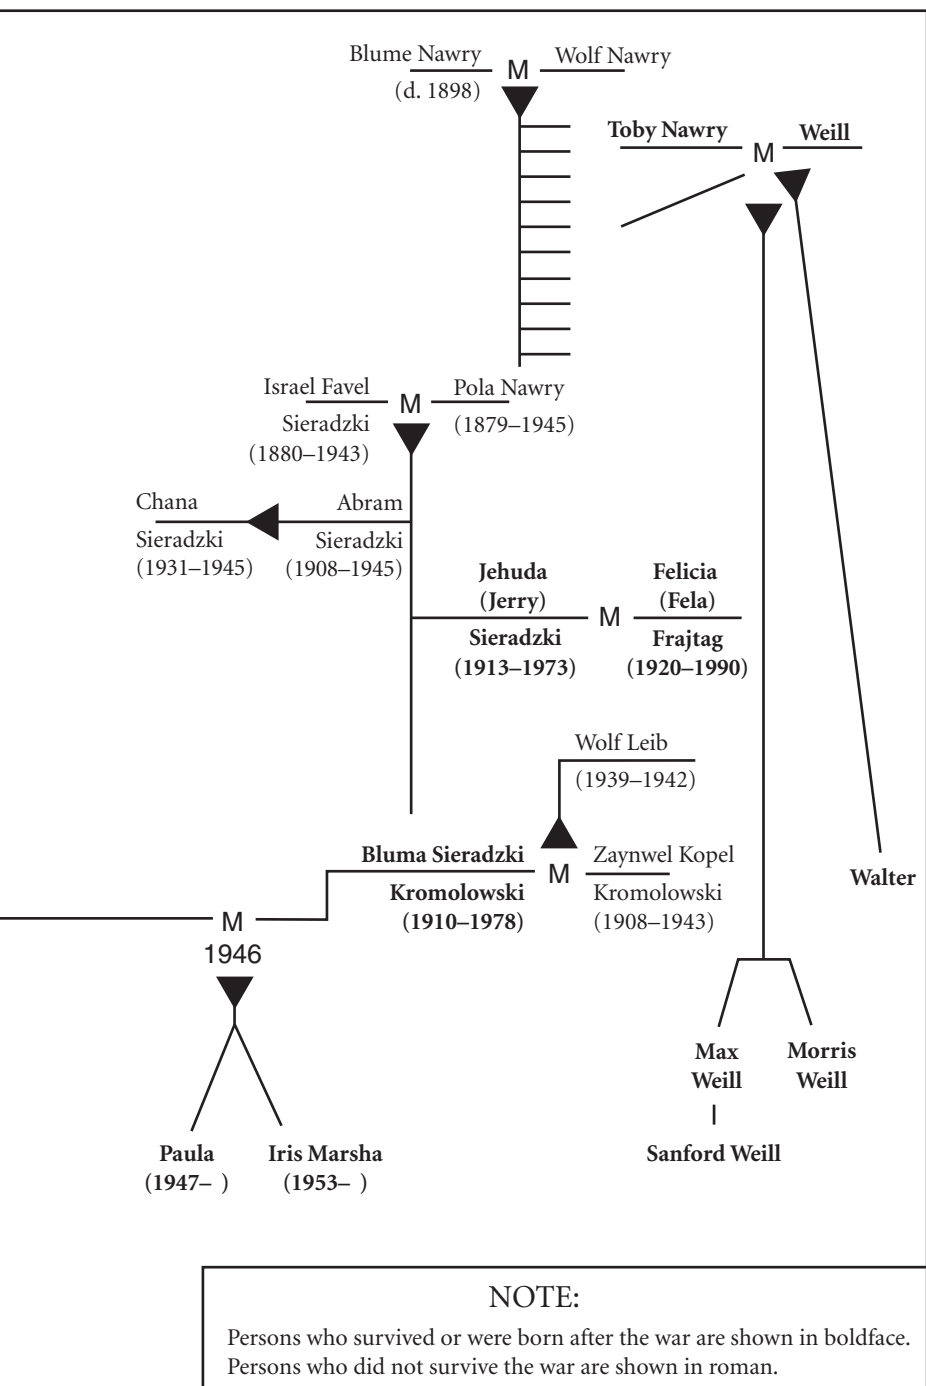 Blume Nawry M Wolf Nawry
(d. 1898)
Toby Nawry M Weill
Israel Favel M Pola Nawry
Sieradzki (1879–1945)
(1880–1943)
Chana Abram
Sieradzki Sieradzki
(1931–1945) (1908–1945)
Jehuda Felicia
(Jerry) M (Fela)
Sieradzki Frajtag
(1913–1973) (1920–1990)
Wolf Leib
(1939–1942)
Bluma Sieradzki M Zaynwel Kopel
Kromolowski Kromolowski
(1910–1978) (1908–1943)
Walter
M
1946
Max Morris
Weill Weill
Paula Iris Marsha Sanford Weill
(1947– ) (1953– )
NOTE:
Persons who survived or were born after the war are shown in boldface.
Persons who did not survive the war are shown in roman.